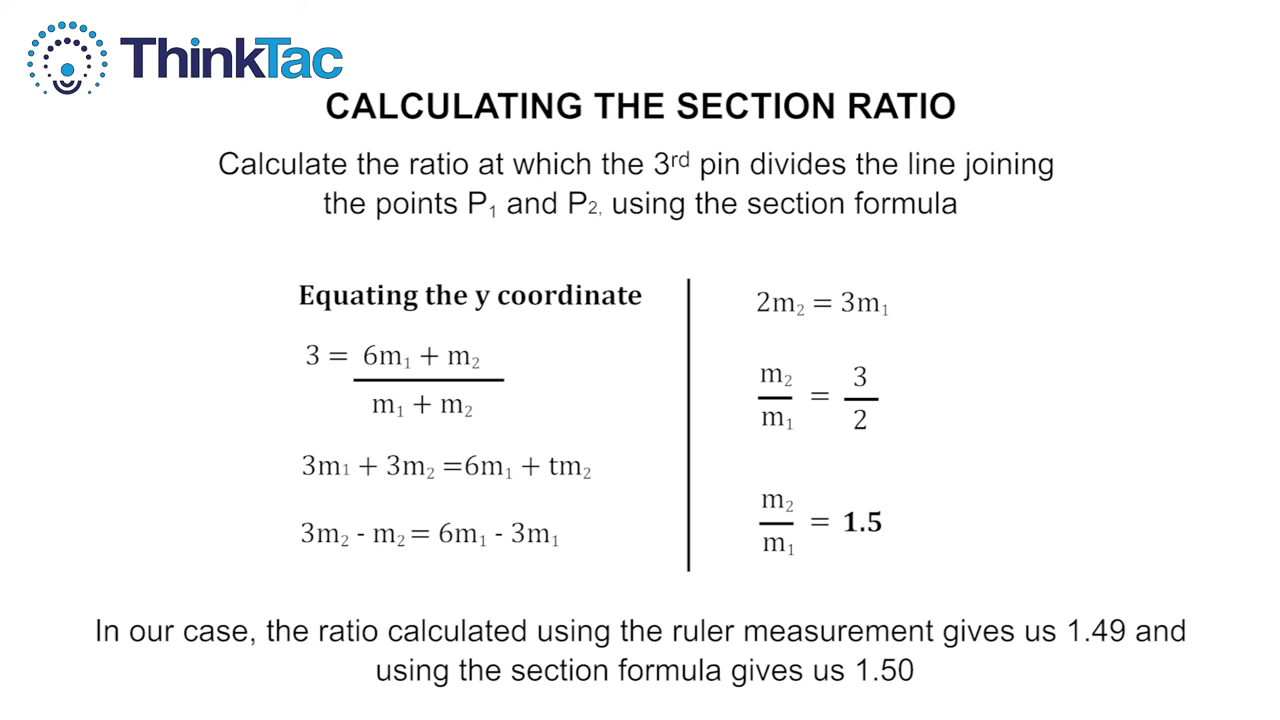 ThinkTac
CALCULATING THE SECTION RATIO
Calculate the ratio at which the 3rd pin divides the line joining
the points P₁ and P₂, using the section formula
Equating the y coordinate
3 = 6m₁ + m₂
m₁ + m₂
3m₁ + 3m₂ =6m₁ + tm₂
3m₂ - m₂ = 6m₁ - 3m₁
2m₂ = 3m₁
m₂ = 3
m₁ 2
m₂ = 1.5
m₁
In our case, the ratio calculated using the ruler measurement gives us 1.49 and
using the section formula gives us 1.50